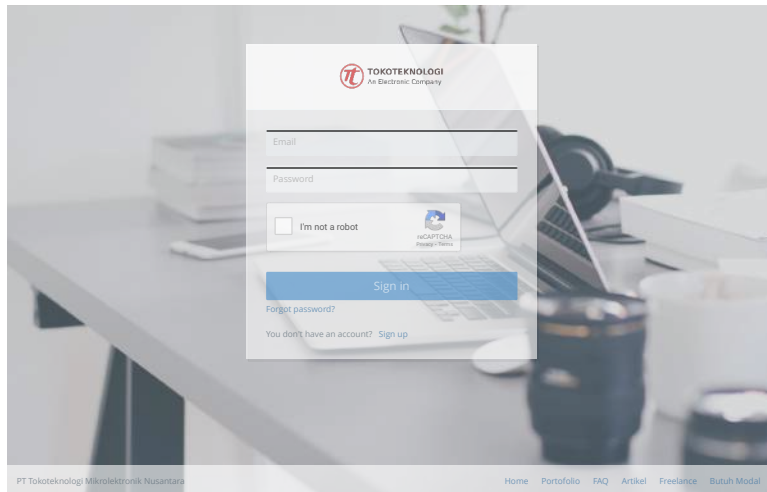 TOKOTEKNOLOGI
An Electronic Company
Email
Password
I'm not a robot
reCAPTCHA
Privacy - Terms
Sign in
Forgot password?
You don't have an account? Sign up
PT Tokoteknologi Mikrolektronik Nusantara
Home Portofolio FAQ Artikel Freelance Butuh Modal